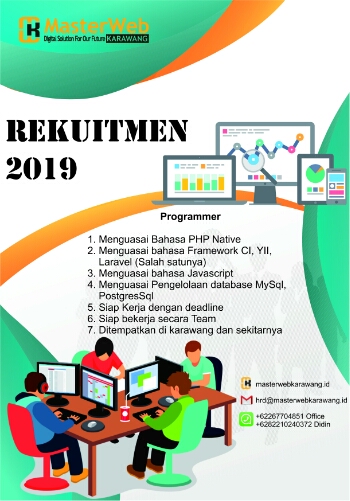 MasterWeb
Digital Solution For Our Future KARAWANG
REKUITMEN
2019
Programmer
1. Menguasai Bahasa PHP Native
2. Menguasai bahasa Framework CI, YII,
Laravel (Salah satunya)
3. Menguasai bahasa Javascript
4. Menguasai Pengelolaan database MySql,
PostgresSql
5. Siap Kerja dengan deadline
6. Siap bekerja secara Team
7. Ditempatkan di karawang dan sekitarnya
masterwebkarawang.id
hrd@masterwebkarawang.id
+62267704851 Office
+6282210240372 Didin